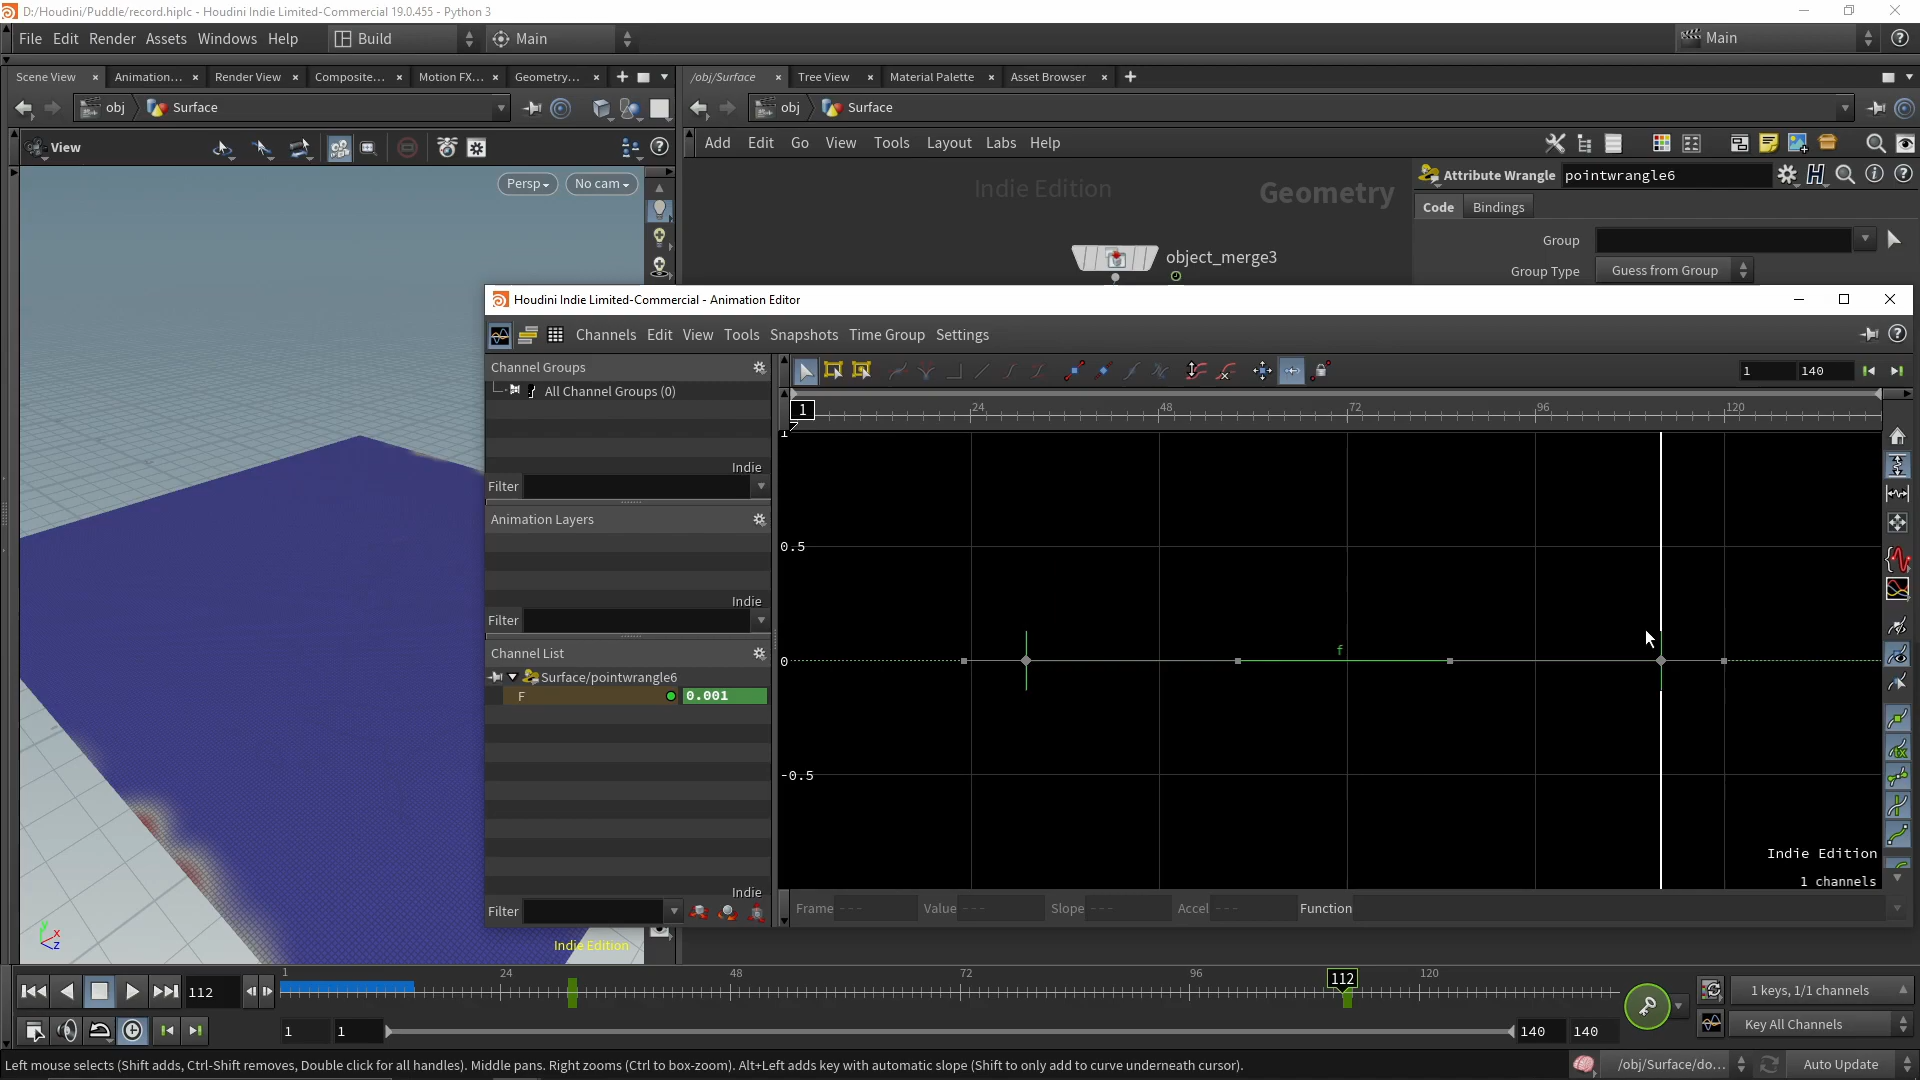 D:/Houdini/Puddle/record.hiplc - Houdini Indie Limited-Commercial 19.0.455 - Python 3
File Edit Render Assets Windows Help Build Main Main
Scene View Animation... Render View Composite... Motion FX... Geometry...
/obj/Surface Tree View Material Palette Asset Browser
obj Surface
obj Surface
View
Add Edit Go View Tools Layout Labs Help
Persp No cam
Indie Edition
Geometry
object_merge3
Attribute Wrangle pointwrangle6
Code Bindings
Group
Group Type Guess from Group
Houdini Indie Limited-Commercial - Animation Editor
Channels Edit View Tools Snapshots Time Group Settings
Channel Groups
All Channel Groups (0)
Indie
Filter
Animation Layers
Indie
Filter
Channel List
Surface/pointwrangle6
F 0.001
Indie
Filter
1 140
1 24 48 72 96 120
1
0.5
0
-0.5
f
Indie Edition
1 channels
Frame --- Value --- Slope --- Accel --- Function
x
y
z
Indie Edition
112
1 24 48 72 96 112 120
1 keys, 1/1 channels
1 1 140 140
Key All Channels
Left mouse selects (Shift adds, Ctrl-Shift removes, Double click for all handles). Middle pans. Right zooms (Ctrl to box-zoom). Alt+Left adds key with automatic slope (Shift to only add to curve underneath cursor).
/obj/Surface/do... Auto Update